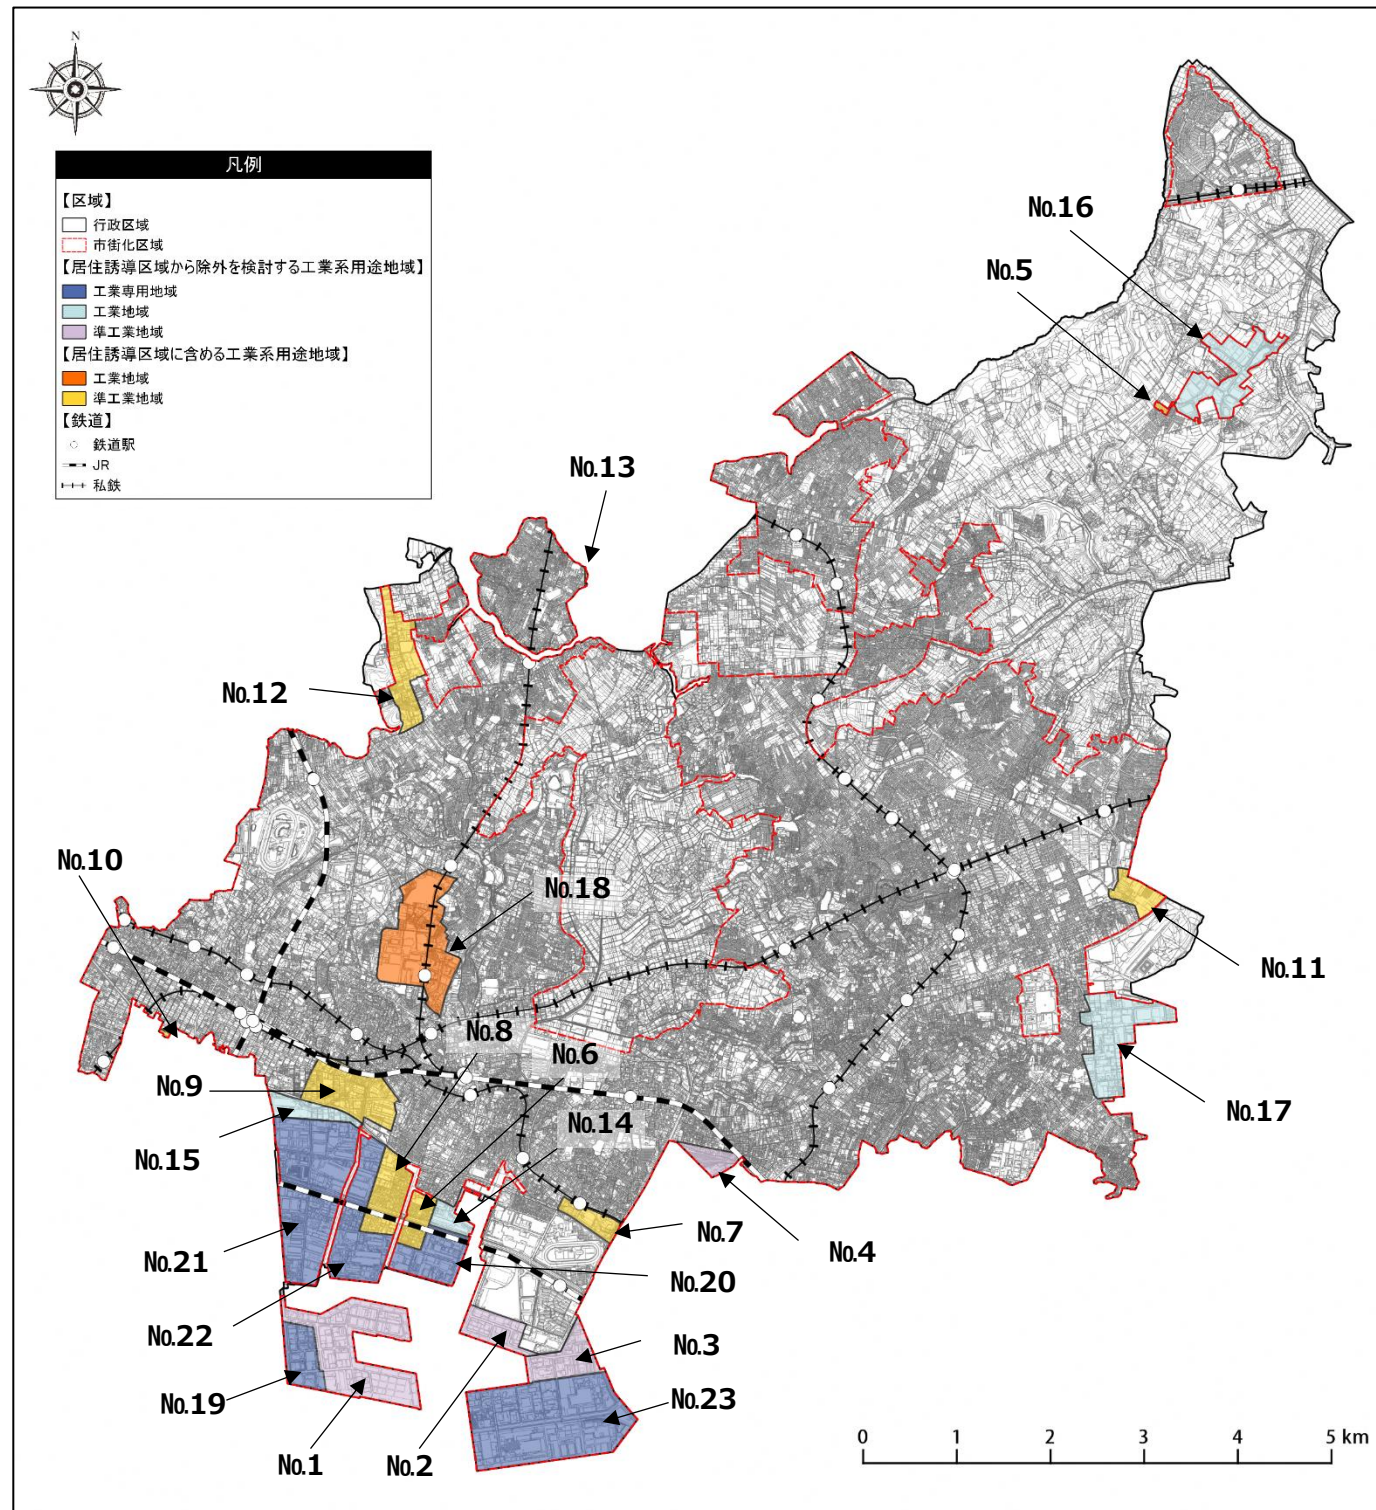 N
凡例
【区域】
行政区域
市街化区域
【居住誘導区域から除外を検討する工業系用途地域】
工業専用地域
工業地域
準工業地域
【居住誘導区域に含める工業系用途地域】
工業地域
準工業地域
【鉄道】
鉄道駅
JR
私鉄
No.16
No.5
No.13
No.12
No.10
No.18
No.11
No.8
No.6
No.9
No.14
No.17
No.15
No.7
No.4
No.21
No.20
No.22
No.3
No.19
No.23
No.1
No.2
0 1 2 3 4 5 km